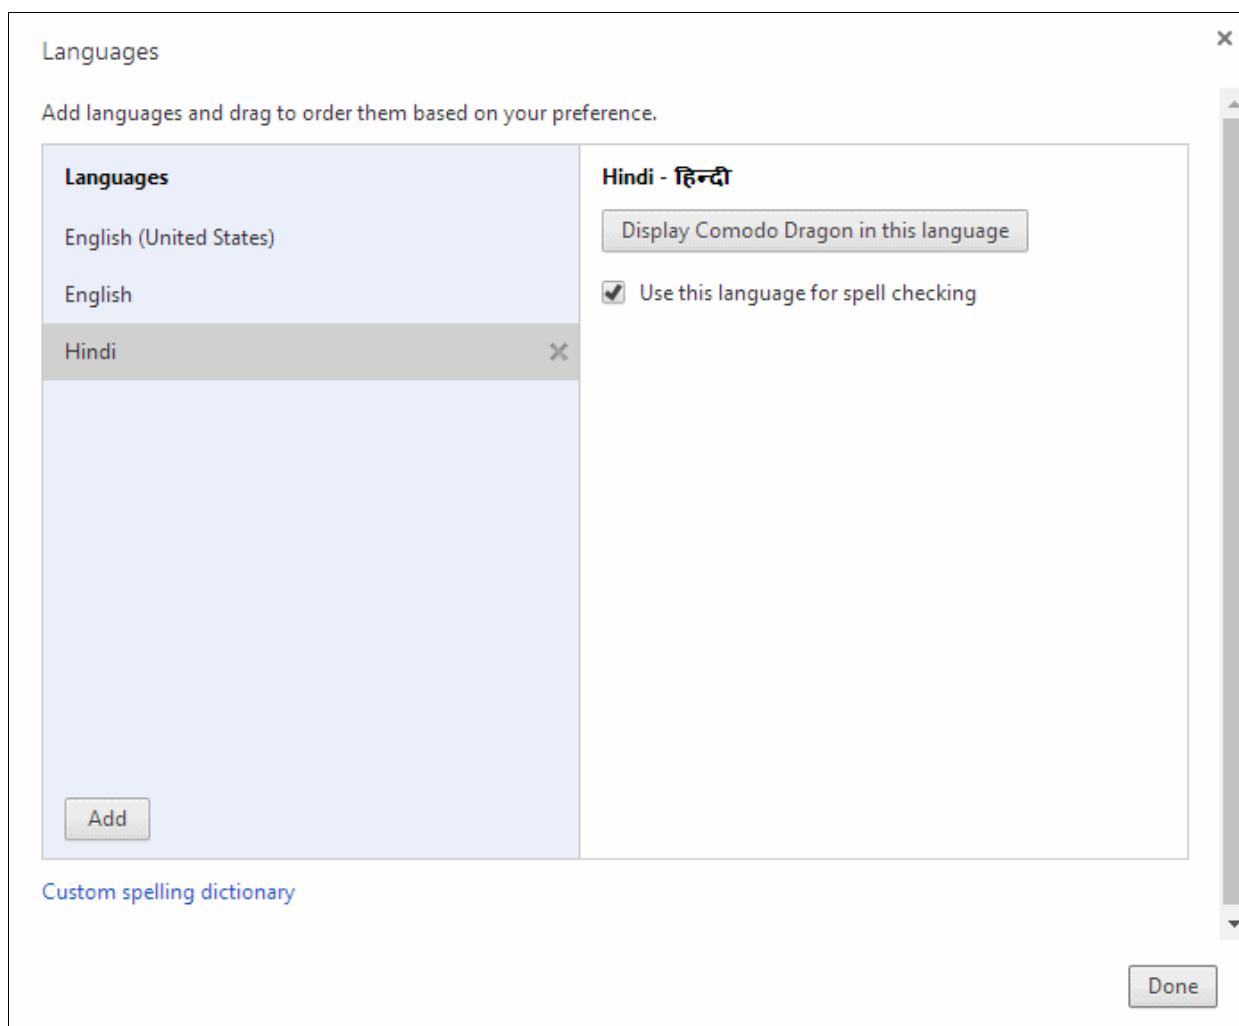 Languages
Add languages and drag to order them based on your preference.
Languages
English (United States)
English
Hindi
Add
Hindi - हिन्दी
Display Comodo Dragon in this language
Use this language for spell checking
Custom spelling dictionary
Done